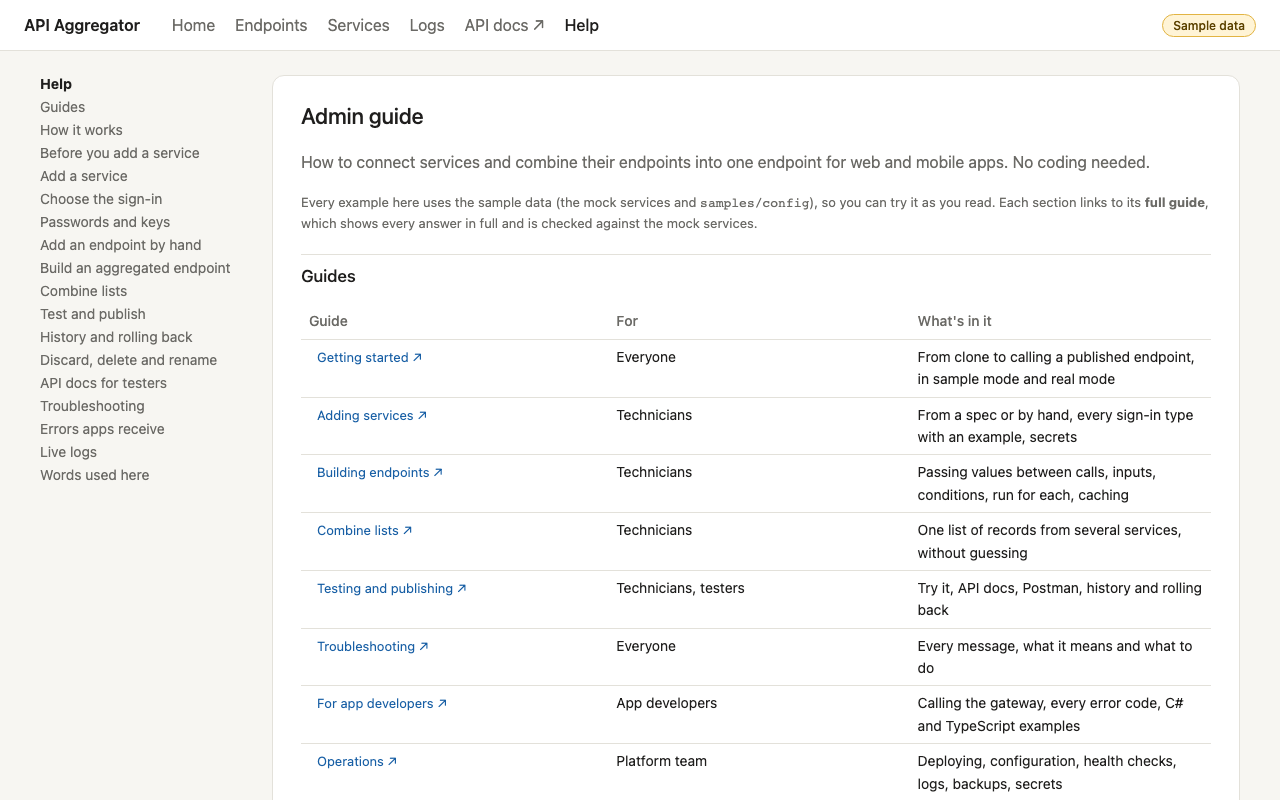 API Aggregator
Home
Endpoints
Services
Logs
API docs ↗
Help
Sample data
Help
Guides
How it works
Before you add a service
Add a service
Choose the sign-in
Passwords and keys
Add an endpoint by hand
Build an aggregated endpoint
Combine lists
Test and publish
History and rolling back
Discard, delete and rename
API docs for testers
Troubleshooting
Errors apps receive
Live logs
Words used here
Admin guide
How to connect services and combine their endpoints into one endpoint for web and mobile apps. No coding needed.
Every example here uses the sample data (the mock services and samples/config), so you can try it as you read. Each section links to its full guide,
which shows every answer in full and is checked against the mock services.
Guides
Guide
For
What's in it
Getting started ↗
Everyone
From clone to calling a published endpoint,
in sample mode and real mode
Adding services ↗
Technicians
From a spec or by hand, every sign-in type
with an example, secrets
Building endpoints ↗
Technicians
Passing values between calls, inputs,
conditions, run for each, caching
Combine lists ↗
Technicians
One list of records from several services,
without guessing
Testing and publishing ↗
Technicians, testers
Try it, API docs, Postman, history and rolling
back
Troubleshooting ↗
Everyone
Every message, what it means and what to
do
For app developers ↗
App developers
Calling the gateway, every error code, C#
and TypeScript examples
Operations ↗
Platform team
Deploying, configuration, health checks,
logs, backups, secrets